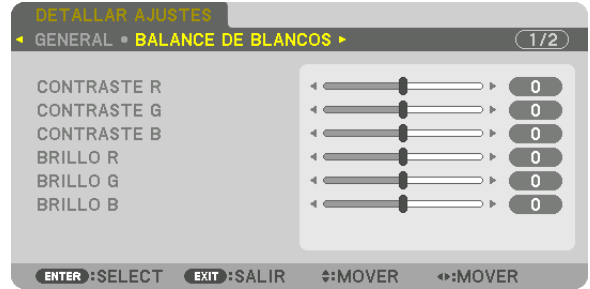 DETALLAR AJUSTES
GENERAL • BALANCE DE BLANCOS 1/2
CONTRASTE R 0
CONTRASTE G 0
CONTRASTE B 0
BRILLO R 0
BRILLO G 0
BRILLO B 0
ENTER :SELECT EXIT :SALIR :MOVER :MOVER